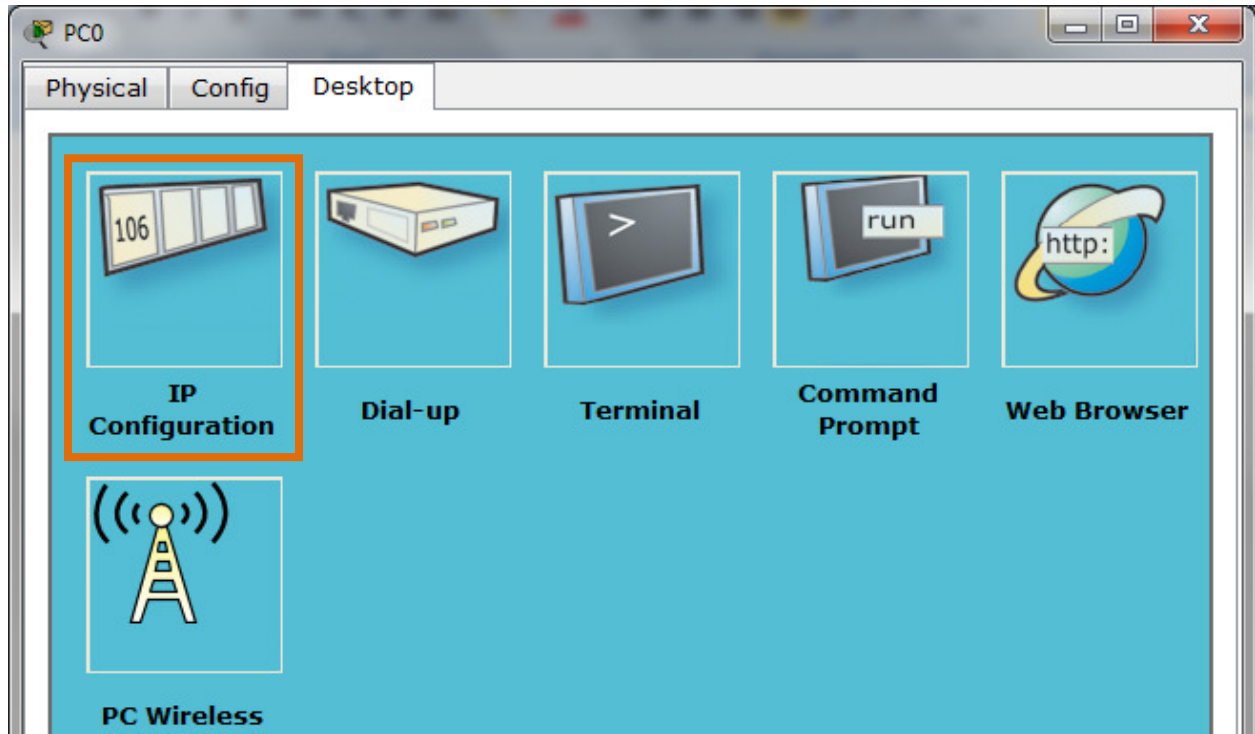 PC0
Physical Config Desktop
106
>
run
http:
IP
Configuration
Dial-up
Terminal
Command
Prompt
Web Browser
PC Wireless